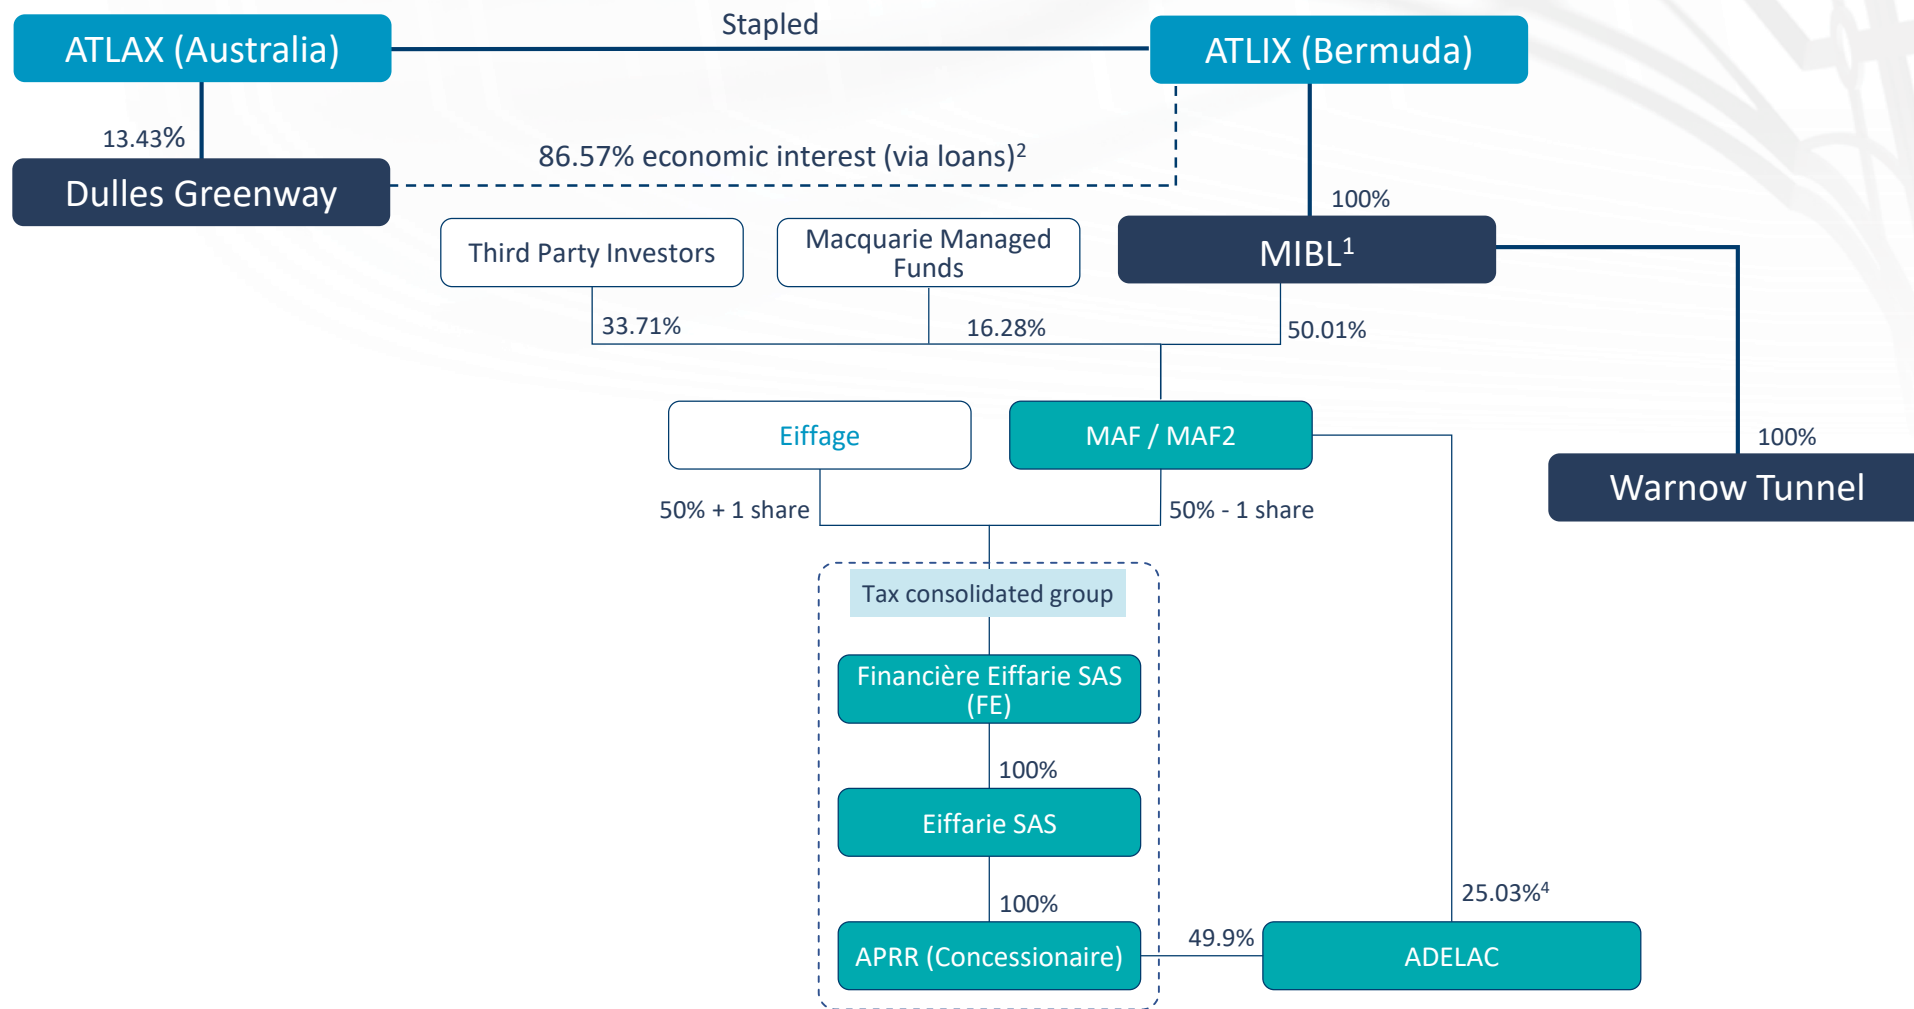 Stapled
ATLAX (Australia)
ATLIX (Bermuda)
13.43%
86.57% economic interest (via loans)2
Dulles Greenway
100%
Third Party Investors
Macquarie Managed
Funds
MIBL1
33.71%
16.28%
50.01%
Eiffage
MAF / MAF2
100%
Warnow Tunnel
50% + 1 share
50% - 1 share
Tax consolidated group
Financière Eiffarie SAS
(FE)
100%
Eiffarie SAS
100%
25.03%4
APRR (Concessionaire)
49.9%
ADELAC